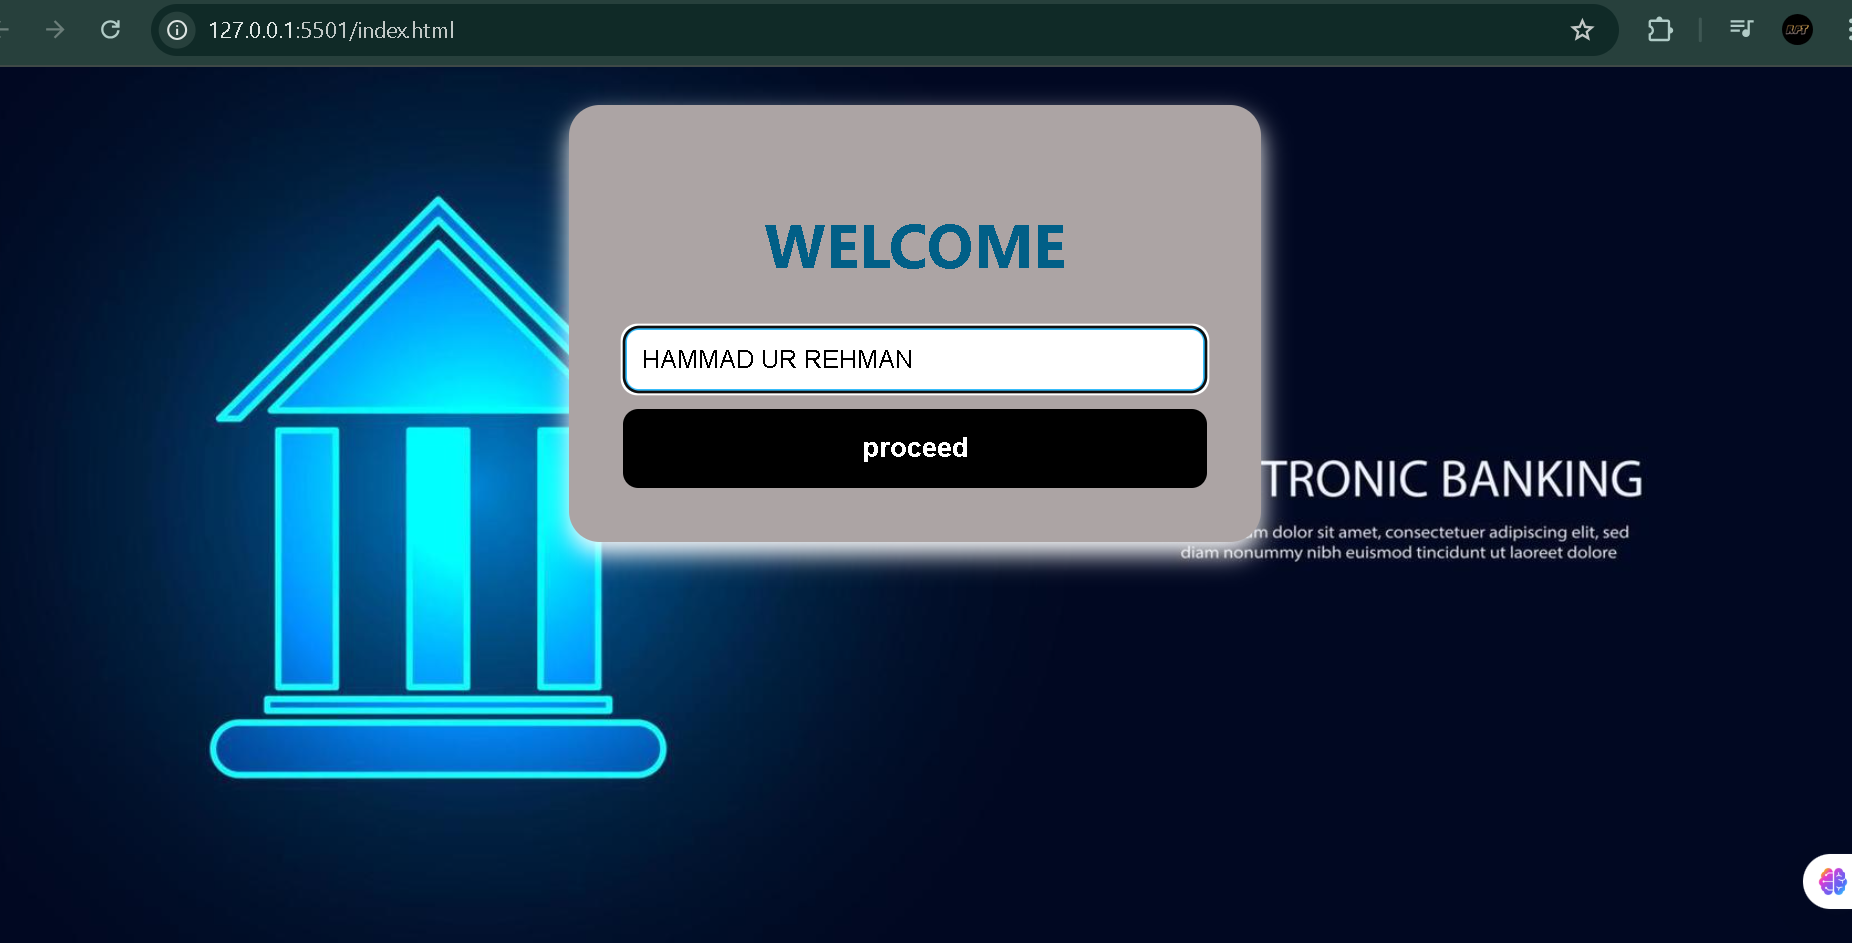 127.0.0.1:5501/index.html
WELCOME
HAMMAD UR REHMAN
proceed
TRONIC BANKING
m dolor sit amet, consectetuer adipiscing elit, sed
diam nonummy nibh euismod tincidunt ut laoreet dolore